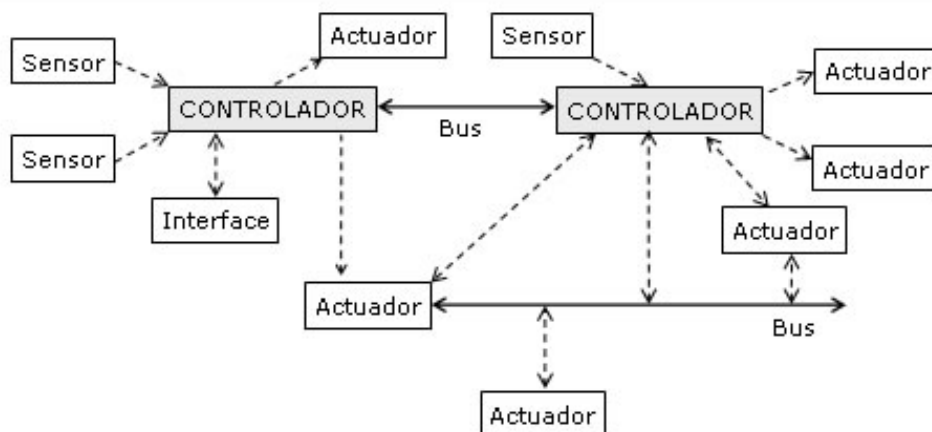 Actuador
Sensor
Sensor
Actuador
CONTROLADOR
CONTROLADOR
Bus
Sensor
Actuador
Interface
Actuador
Actuador
Bus
Actuador